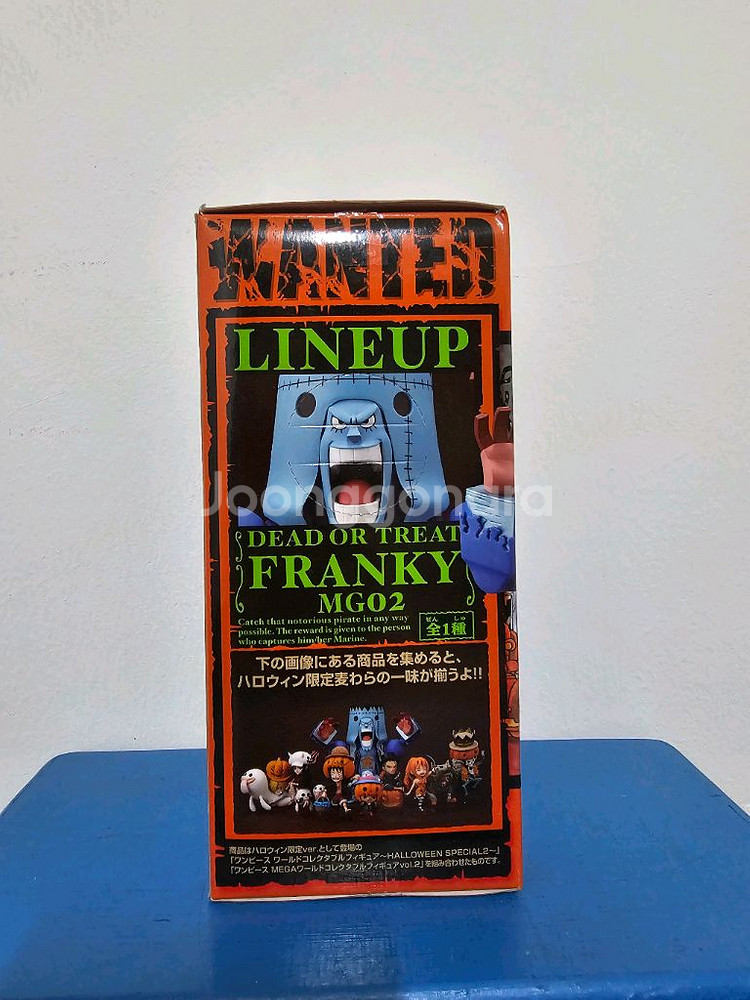 WANTED
LINEUP
Joonggonara
DEAD OR TREAT
FRANKY
MG02
Catch that notorious pirate in any way
possible. The reward is given to the person
who captures him/her Marine.
ぜん しゅ
全1種
下の画像にある商品を集めると、
ハロウィン限定麦わらの一味が揃うよ!!
商品はハロウィン限定ver.として登場の
「ワンピース ワールドコレクタブルフィギュア〜HALLOWEEN SPECIAL2〜」
「ワンピース MEGAワールドコレクタブルフィギュアvol.2」を組み合わせたものです。